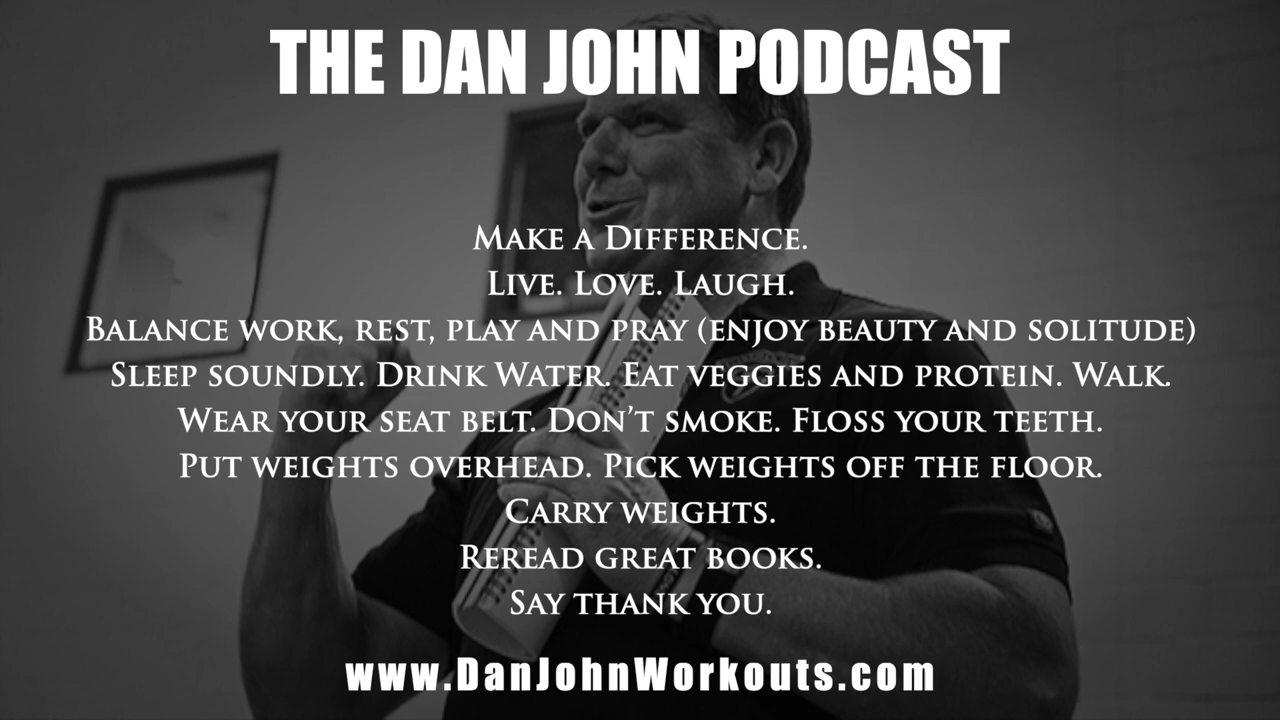 THE DAN JOHN PODCAST
Make a Difference.
Live. Love. Laugh.
Balance work, rest, play and pray (enjoy beauty and solitude)
Sleep soundly. Drink Water. Eat veggies and protein. Walk.
Wear your seat belt. Don't smoke. Floss your teeth.
Put weights overhead. Pick weights off the floor.
Carry weights.
Reread great books.
Say thank you.
www.DanJohnWorkouts.com